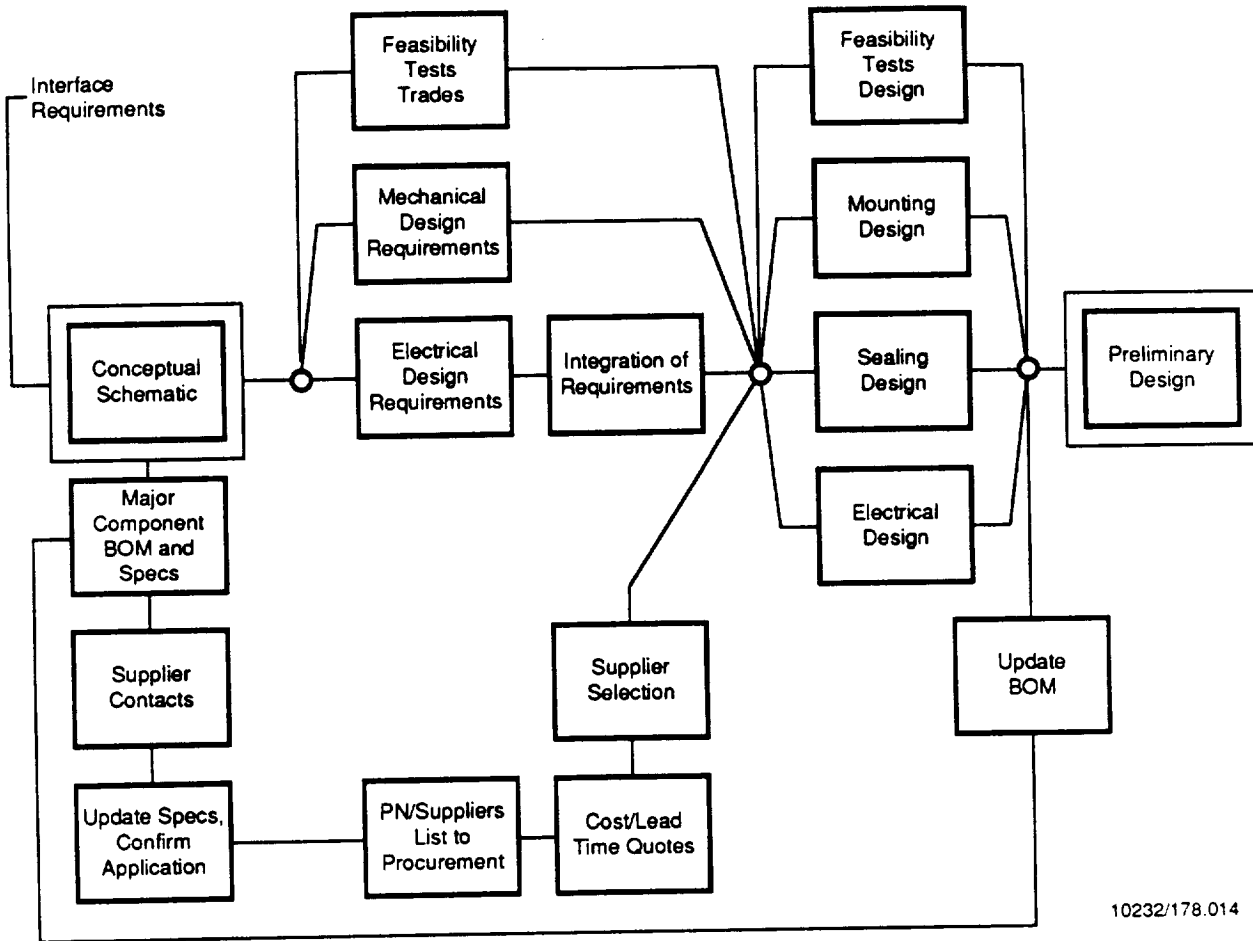 Interface
Requirements
Feasibility
Tests
Trades
Feasibility
Tests
Design
Mechanical
Design
Requirements
Mounting
Design
Conceptual
Schematic
Electrical
Design
Requirements
Integration of
Requirements
Sealing
Design
Preliminary
Design
Major
Component
BOM and
Specs
Electrical
Design
Supplier
Contacts
Supplier
Selection
Update
BOM
Update Specs,
Confirm
Application
PN/Suppliers
List to
Procurement
Cost/Lead
Time Quotes
10232/178.014